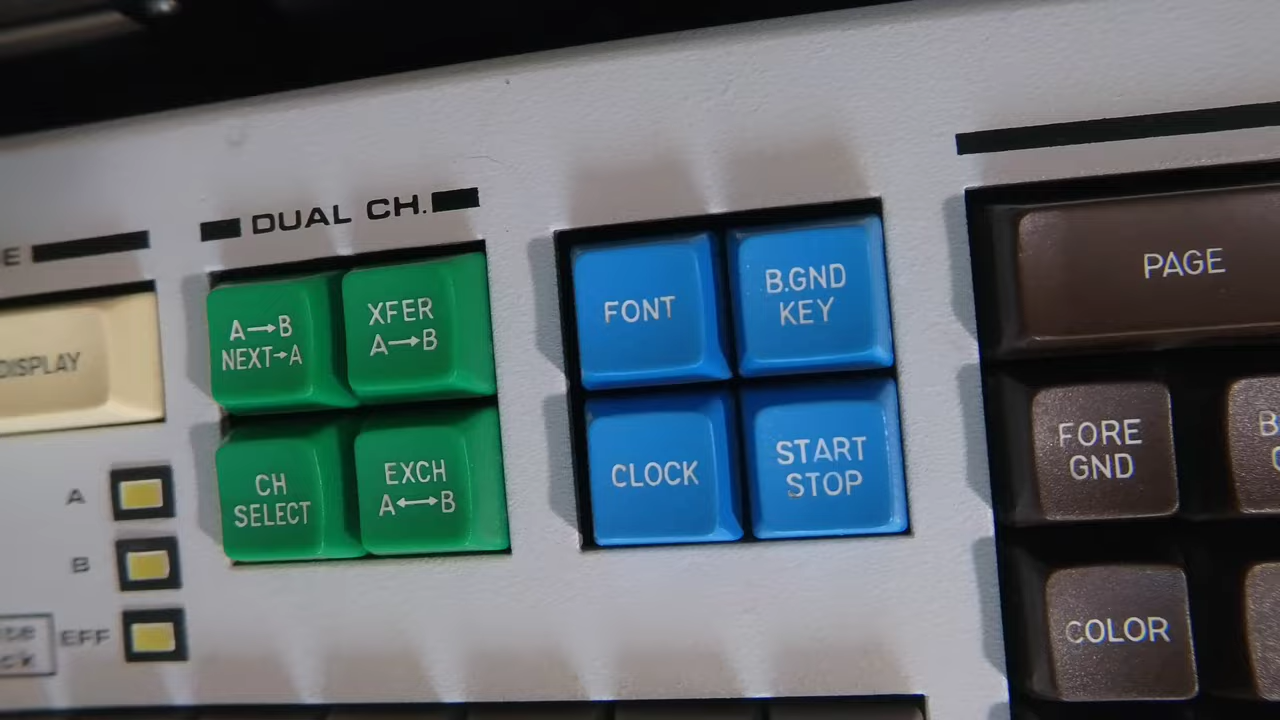 E
DUAL CH.
DISPLAY
A→B
NEXT→A
XFER
A→B
CH
SELECT
EXCH
A↔B
FONT
B.GND
KEY
CLOCK
START
STOP
PAGE
FORE
GND
COLOR
A
B
EFF